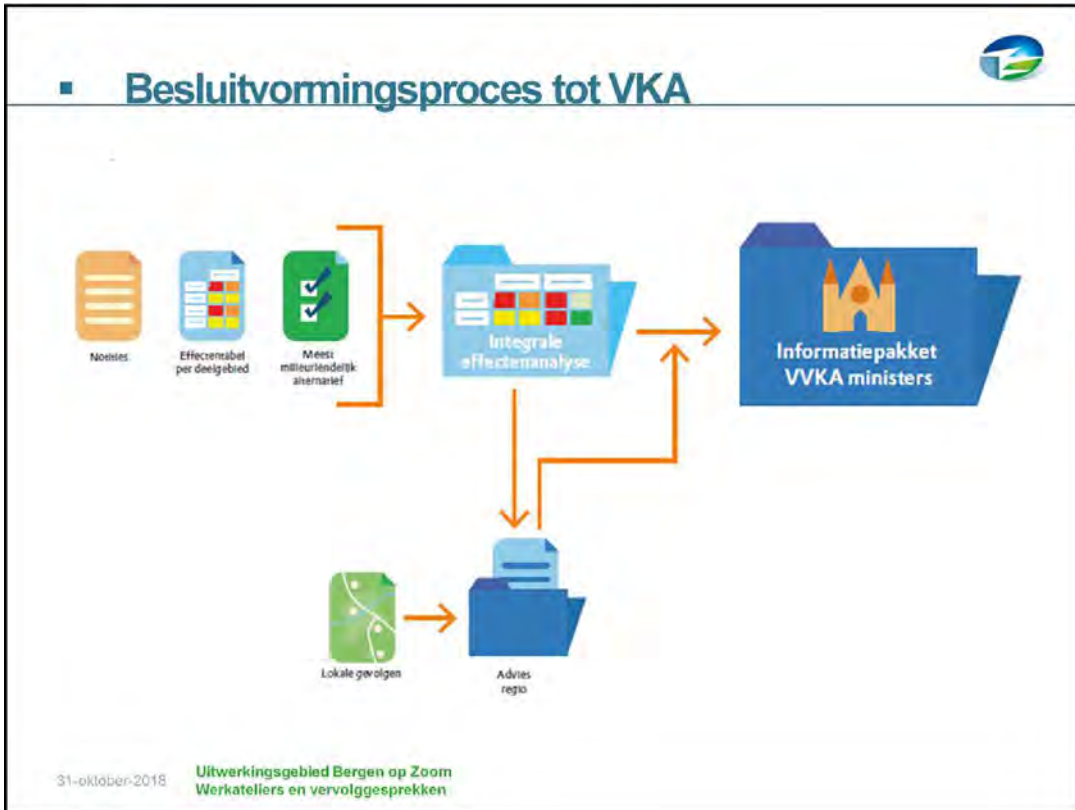 ▪ Besluitvormingsproces tot VKA
Notities
Effectentabel
per deelgebied
Meest
milieuvriendelijk
alternatief
Integrale
effectenanalyse
Informatiepakket
VVKA ministers
Lokale gevolgen
Advies
regio
31-oktober-2018
Uitwerkingsgebied Bergen op Zoom
Werkateliers en vervolggesprekken